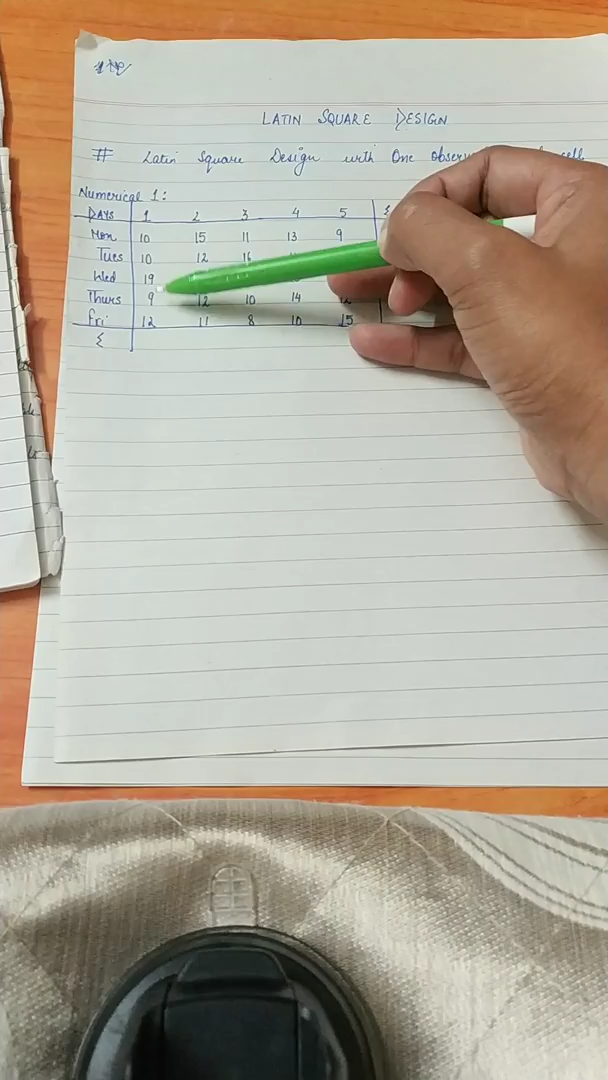 LATIN SQUARE DESIGN
# Latin Square Design with One cell
Numerical 1:
DAYS 1 2 3 4 5 Σ
Mon 10 15 11 13 9
Tues 10 12 16
Wed 19
Thurs 9 12 10 14
Fri 12 11 8 10 15
Σ